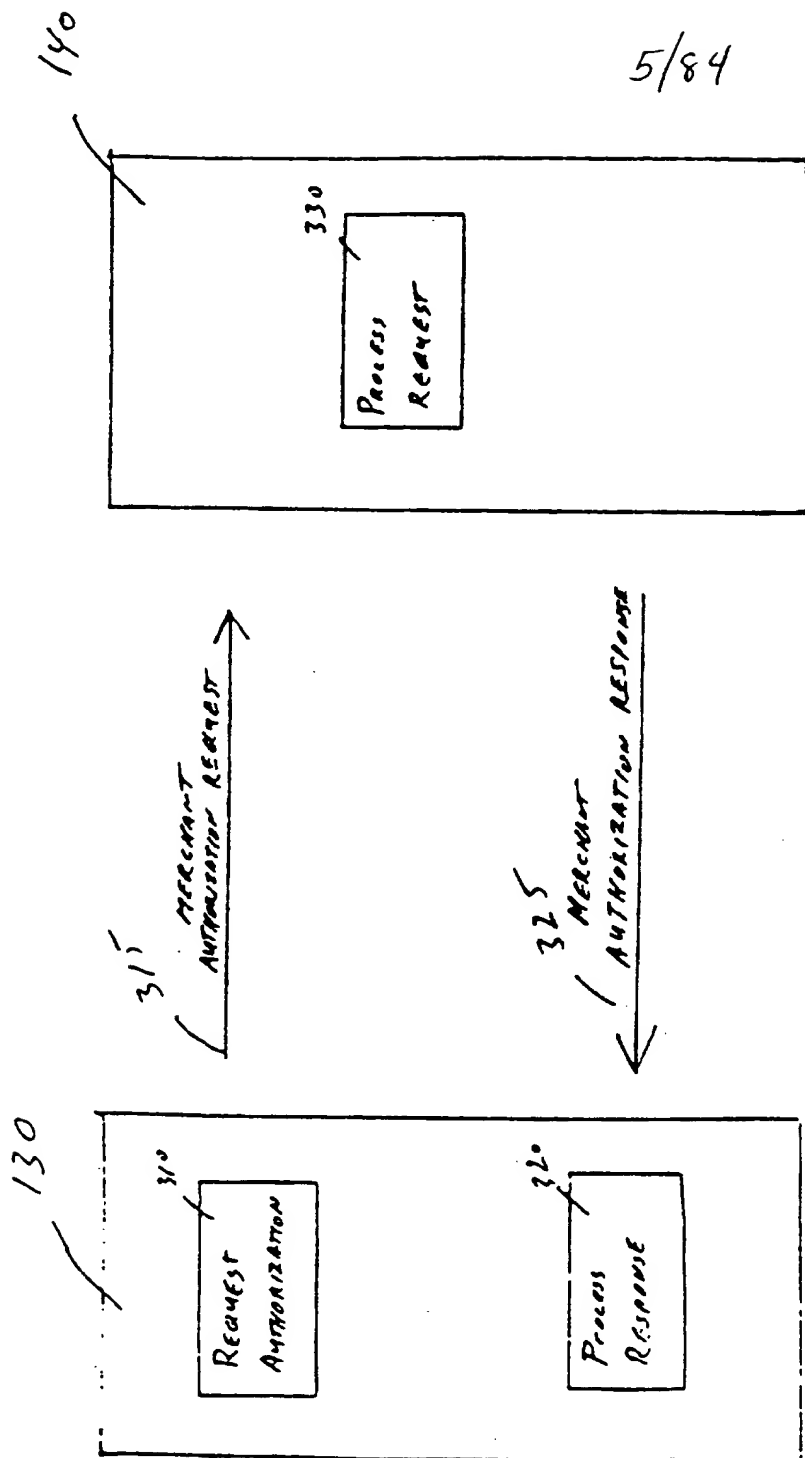 5/84
130
310
REQUEST
AUTHORIZATION
320
PROCESS
RESPONSE
315
MERCHANT
AUTHORIZATION REQUEST
325
MERCHANT
AUTHORIZATION RESPONSE
140
330
PROCESS
REQUEST